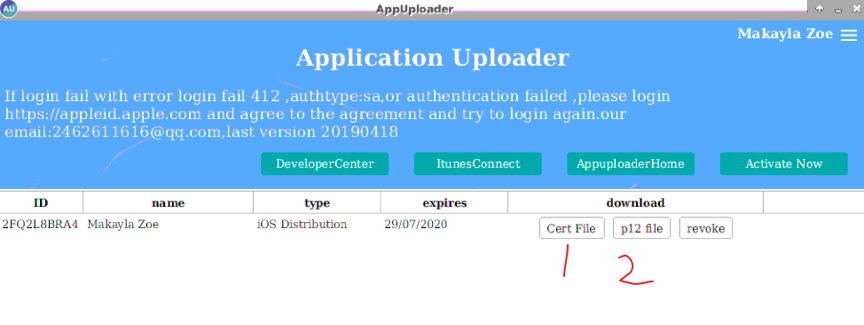 AU
AppUploader
Makayla Zoe
Application Uploader
If login fail with error login fail 412 ,authtype:sa,or authentication failed ,please login
https://appleid.apple.com and agree to the agreement and try to login again.our
email:2462611616@qq.com,last version 20190418
DeveloperCenter ItunesConnect AppuploaderHome Activate Now
ID name type expires download
2FQ2L8BRA4 Makayla Zoe iOS Distribution 29/07/2020 Cert File p12 file revoke
1 2